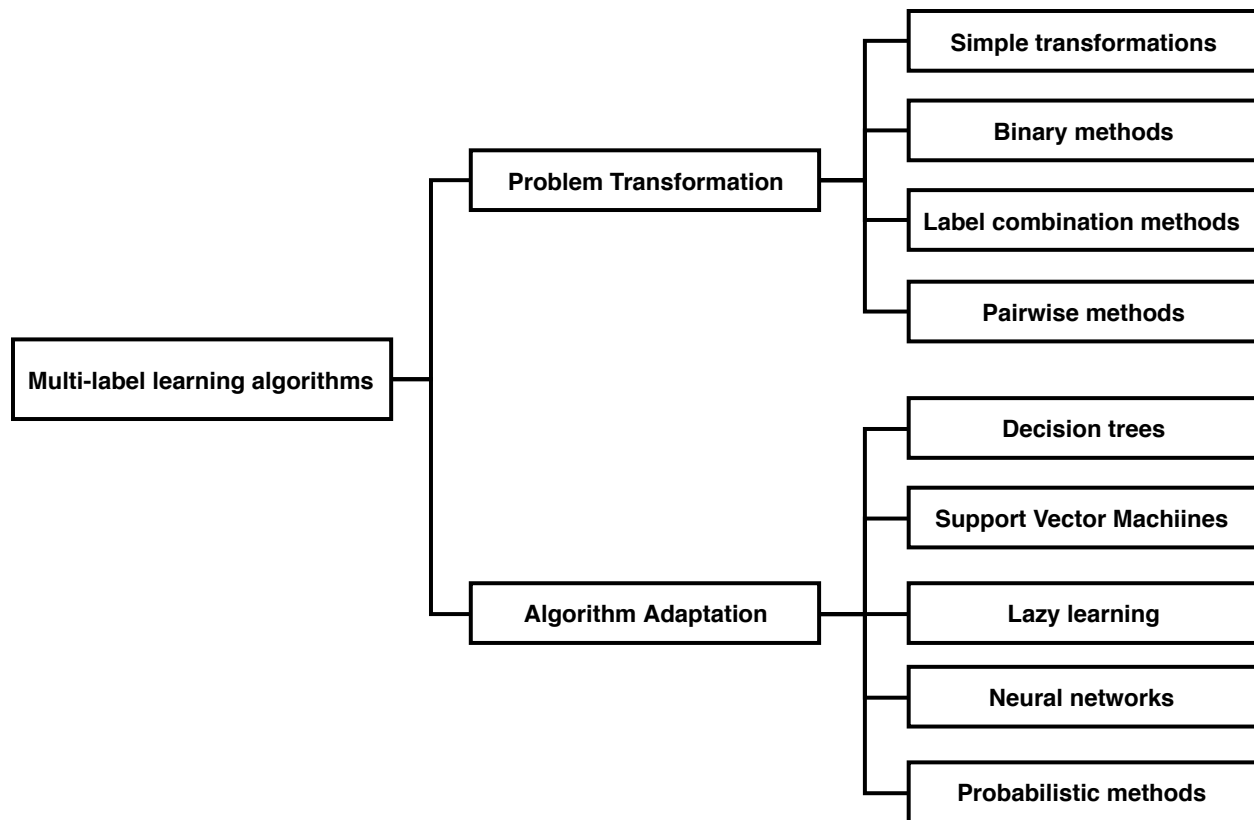 Simple transformations
Binary methods
Problem Transformation
Label combination methods
Pairwise methods
Multi-label learning algorithms
Decision trees
Support Vector Machiines
Algorithm Adaptation
Lazy learning
Neural networks
Probabilistic methods